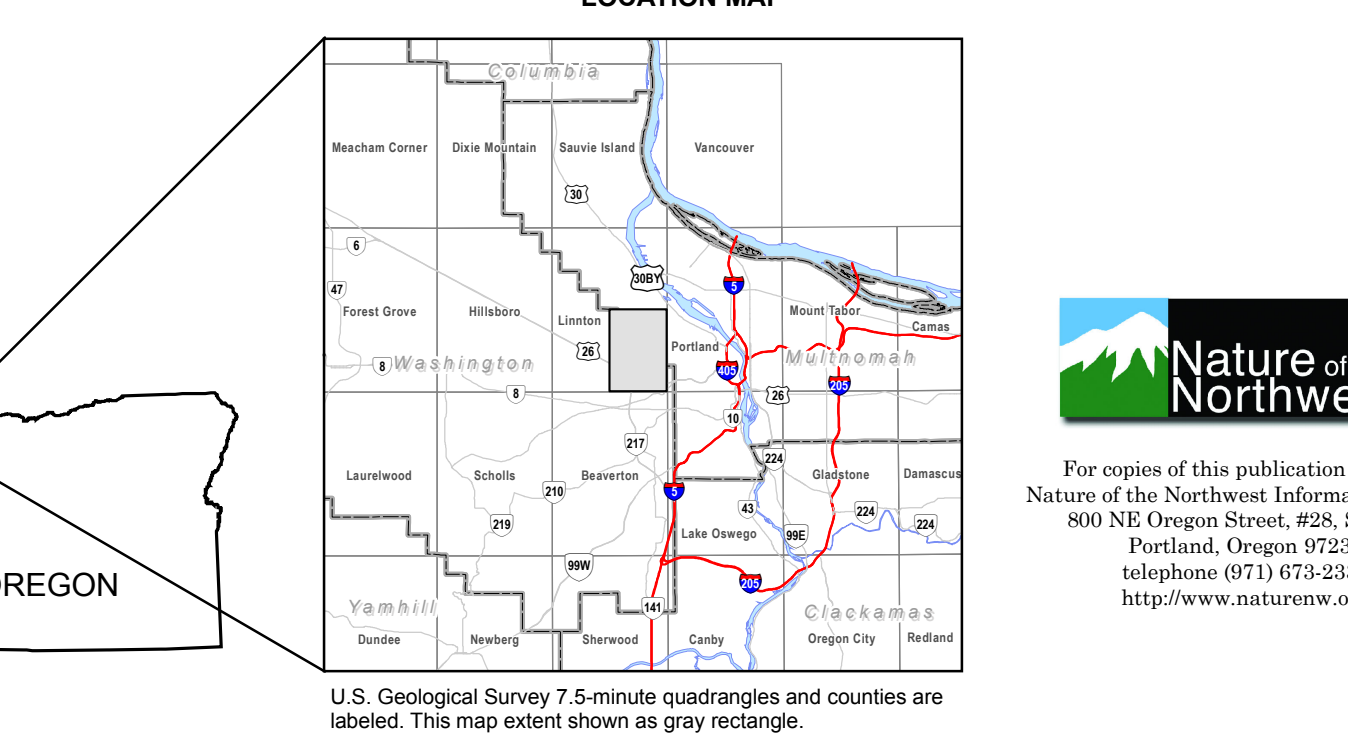 LOCATION MAP
Columbia
Meacham Corner Dixie Mountain Sauvie Island Vancouver
30
6
30BY
47
5
Forest Grove Hillsboro Linnton Mount Tabor
Camas
26 Portland
8 Washington 405 Multnomah
8 205
26
10
217
224
Laurelwood Scholls Beaverton Gladstone Damascus
210 5
43
219 224 224
Lake Oswego 99E
99W
205
141
Yamhill Clackamas
Dundee Newberg Sherwood Canby Oregon City Redland
OREGON
U.S. Geological Survey 7.5-minute quadrangles and counties are
labeled. This map extent shown as gray rectangle.
Nature of
Northwe
For copies of this publication
Nature of the Northwest Informa
800 NE Oregon Street, #28, S
Portland, Oregon 9723
telephone (971) 673-233
http://www.naturenw.o